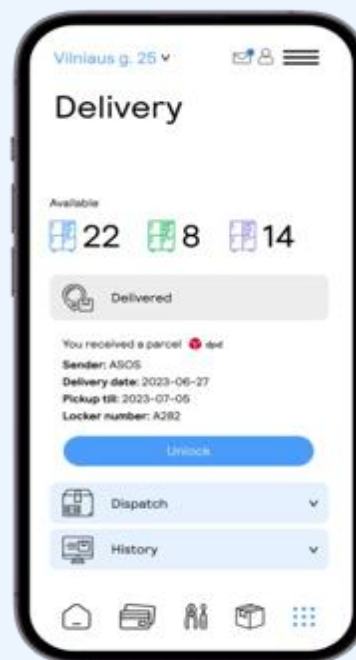 Vilniaus g. 25
Delivery
Available
22 8 14
Delivered
You received a parcel dpd
Sender: ASOS
Delivery date: 2023-06-27
Pickup till: 2023-07-05
Locker number: A282
Unlock
Dispatch
History